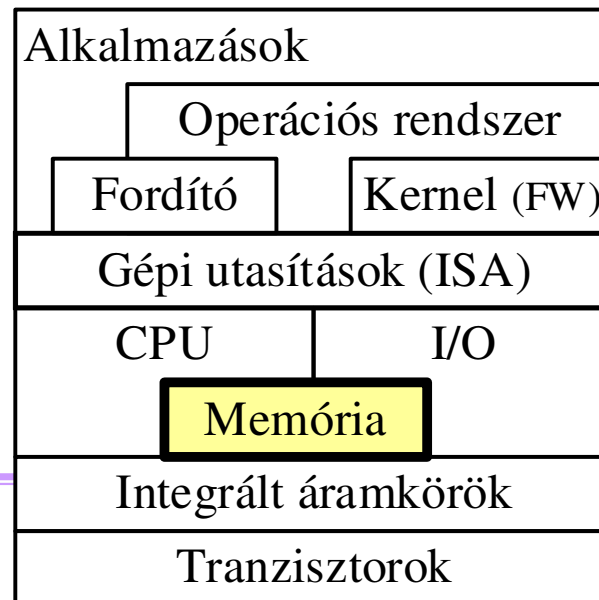 Alkalmazások
Operációs rendszer
Fordító Kernel (FW)
Gépi utasítások (ISA)
CPU I/O
Memória
Integrált áramkörök
Tranzisztorok